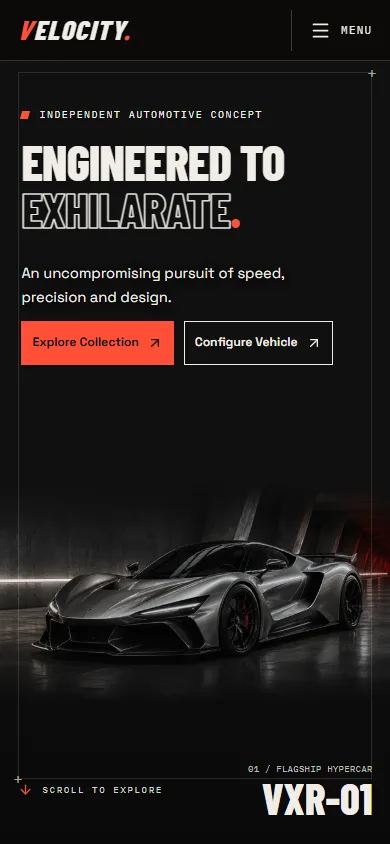 VELOCITY.
MENU
INDEPENDENT AUTOMOTIVE CONCEPT
ENGINEERED TO
EXHILARATE.
An uncompromising pursuit of speed,
precision and design.
Explore Collection
Configure Vehicle
01 / FLAGSHIP HYPERCAR
SCROLL TO EXPLORE
VXR-01